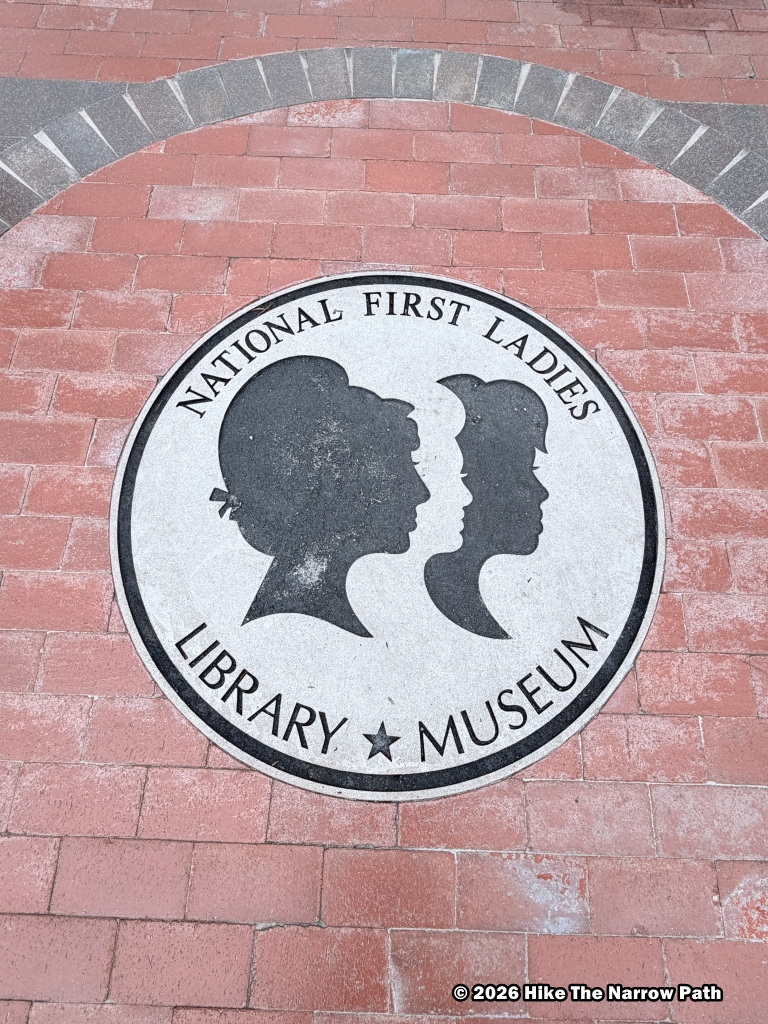 NATIONAL FIRST LADIES
LIBRARY ★ MUSEUM
© 2026 Hike The Narrow Path